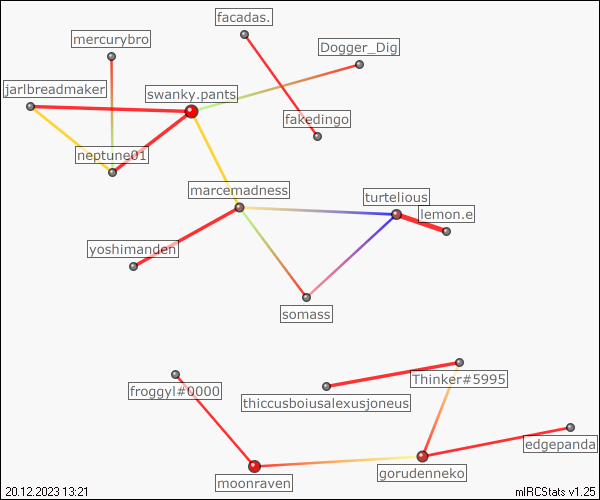 facadas.
mercurybro
Dogger_Dig
jarlbreadmaker
swanky.pants
fakedingo
neptune01
marcemadness
turtelious
lemon.e
yoshimanden
somass
froggyl#0000
Thinker#5995
thiccusboiusalexusjoneus
edgepanda
gorudenneko
moonraven
20.12.2023 13:21
mIRCStats v1.25